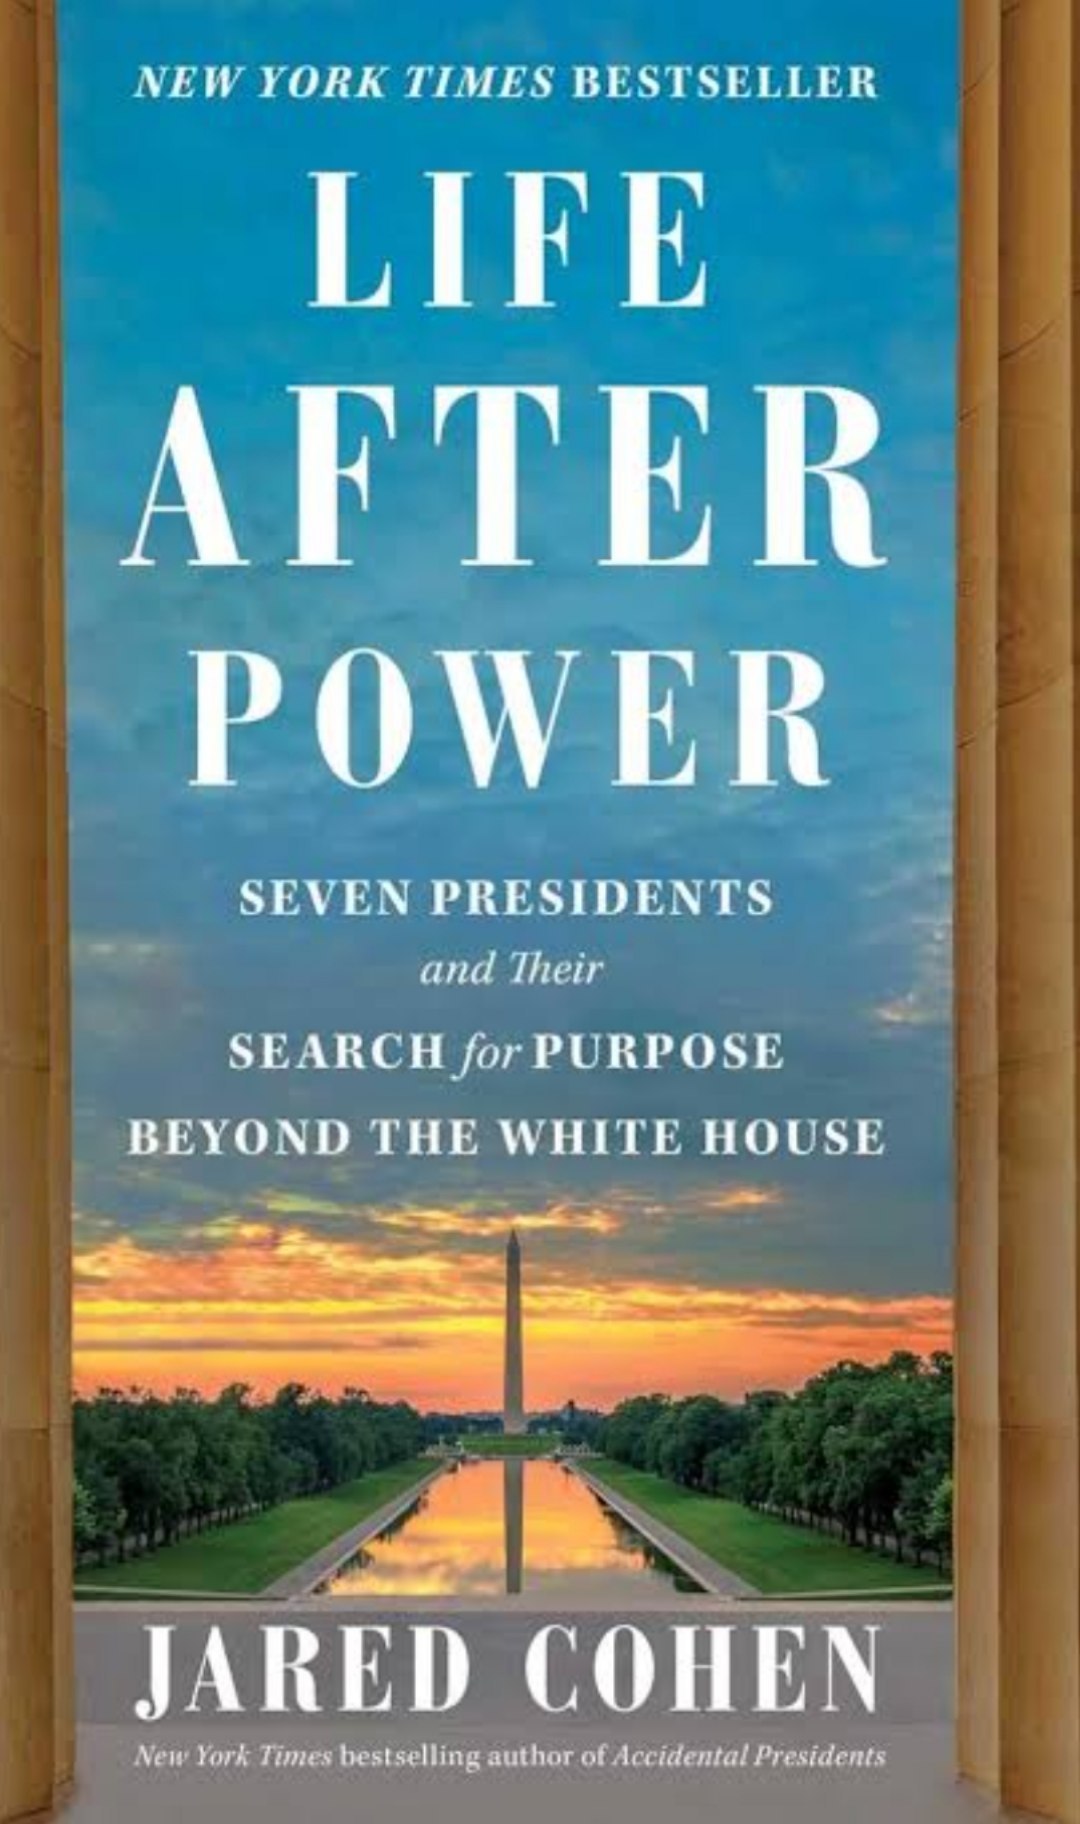 NEW YORK TIMES BESTSELLER
LIFE
AFTER
POWER
SEVEN PRESIDENTS
and Their
SEARCH for PURPOSE
BEYOND THE WHITE HOUSE
JARED COHEN
New York Times bestselling author of Accidental Presidents